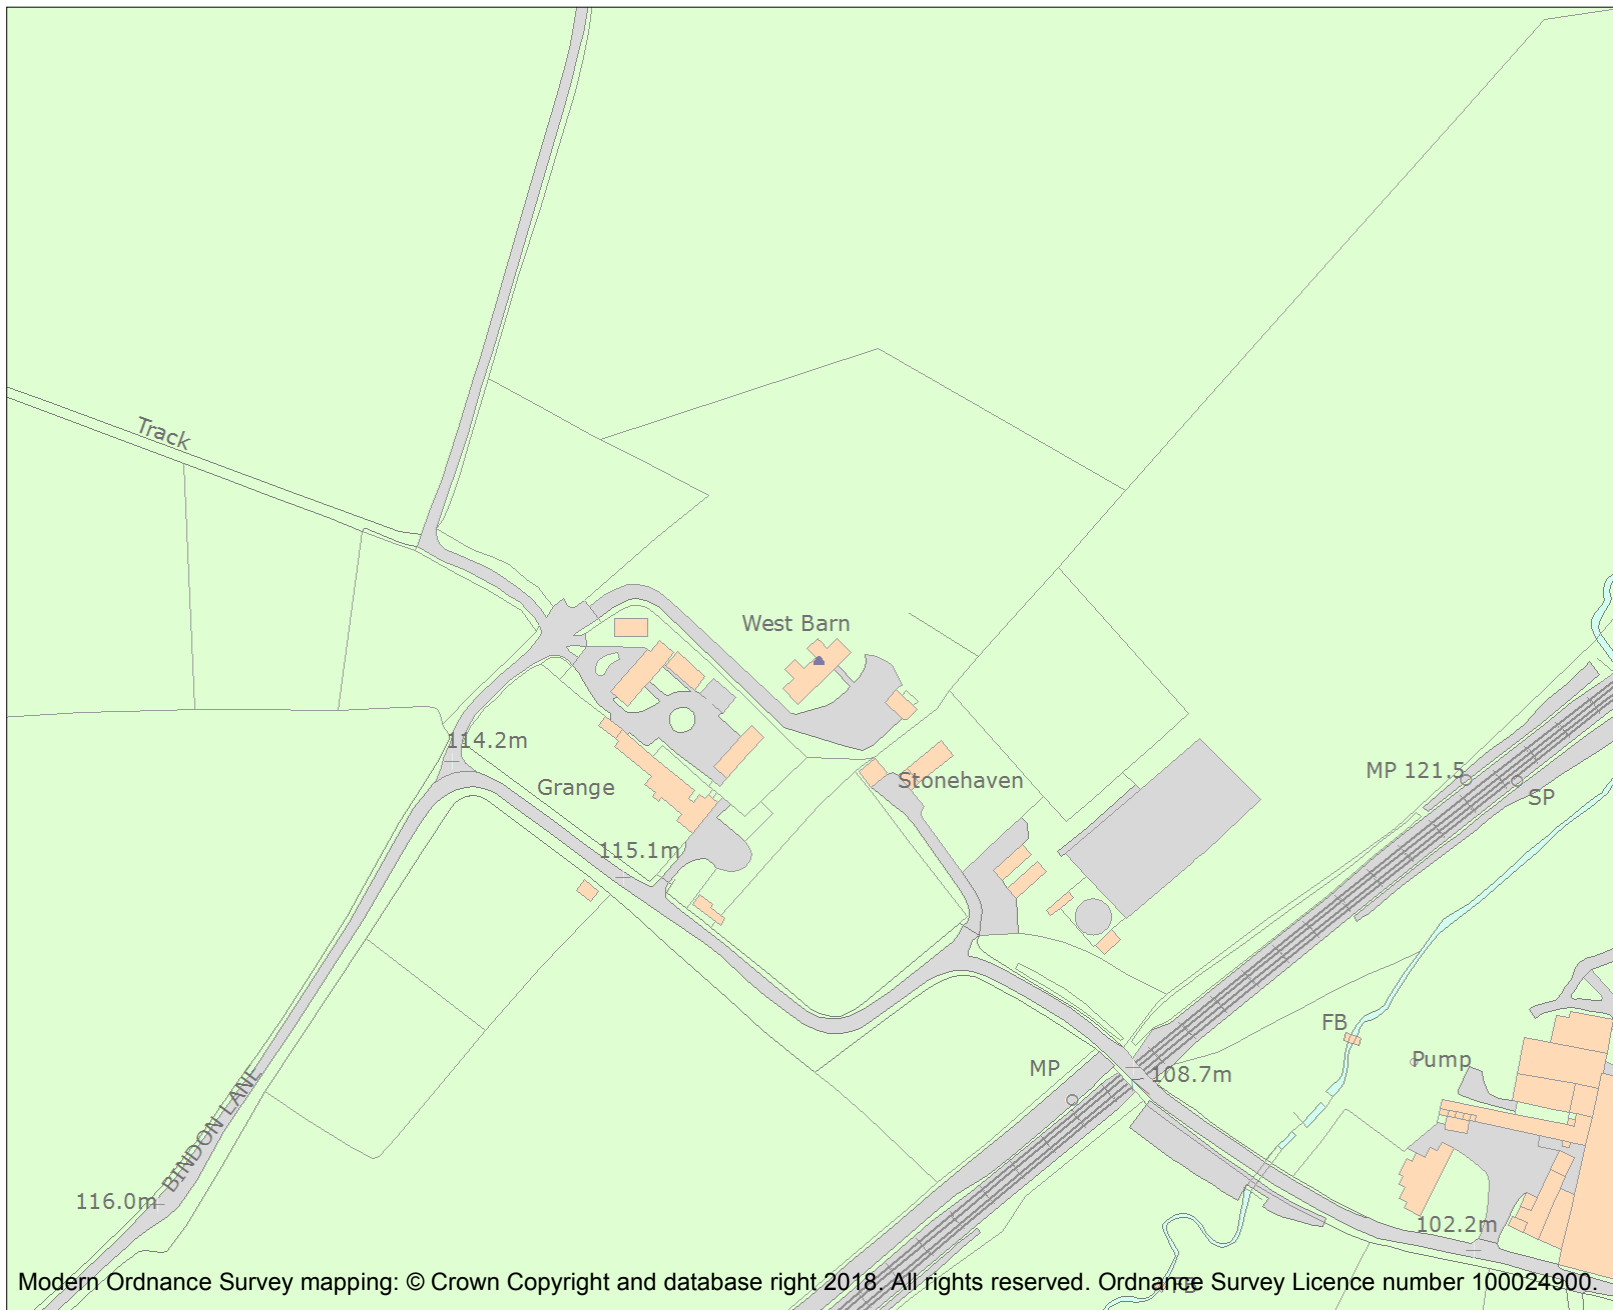 Track
West Barn
114.2m
Grange
Stonehaven
MP 121.5
SP
115.1m
FB
Pump
MP
108.7m
BINDON LANE
116.0m
102.2m
FB
Modern Ordnance Survey mapping: © Crown Copyright and database right 2018. All rights reserved. Ordnance Survey Licence number 100024900.